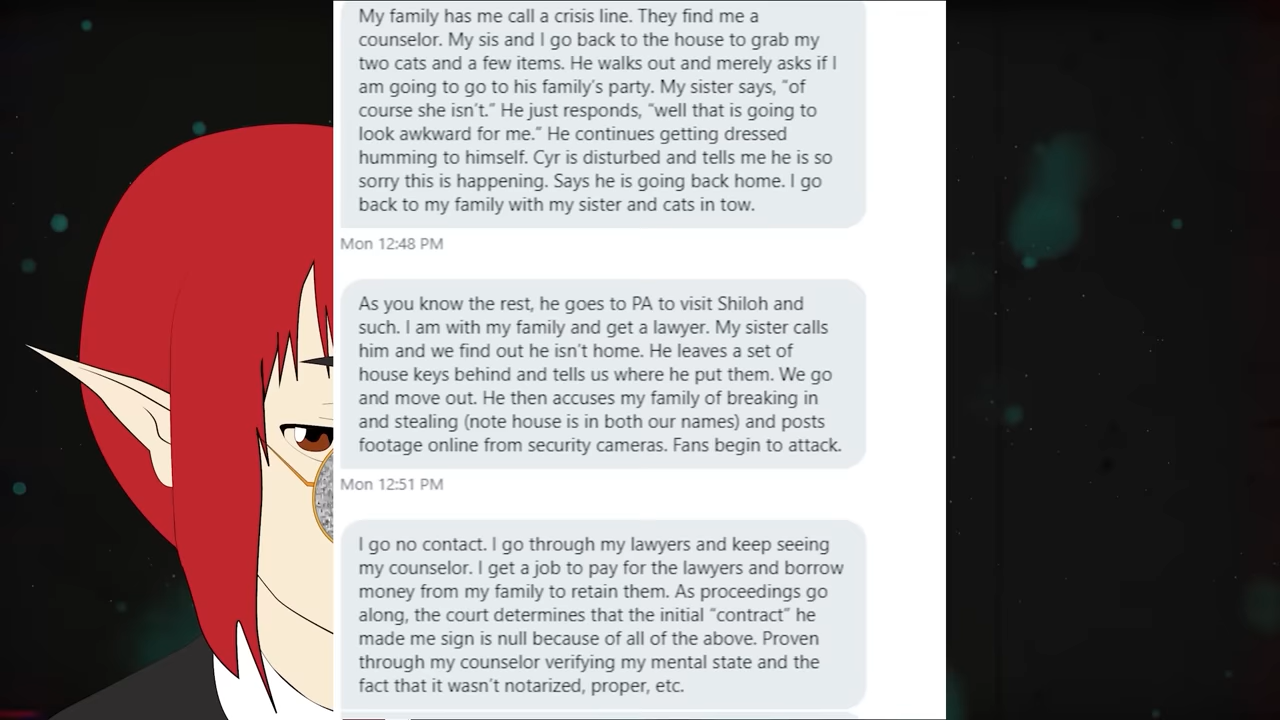 My family has me call a crisis line. They find me a
counselor. My sis and I go back to the house to grab my
two cats and a few items. He walks out and merely asks if I
am going to go to his family's party. My sister says, "of
course she isn't." He just responds, "well that is going to
look awkward for me." He continues getting dressed
humming to himself. Cyr is disturbed and tells me he is so
sorry this is happening. Says he is going back home. I go
back to my family with my sister and cats in tow.
Mon 12:48 PM
As you know the rest, he goes to PA to visit Shiloh and
such. I am with my family and get a lawyer. My sister calls
him and we find out he isn't home. He leaves a set of
house keys behind and tells us where he put them. We go
and move out. He then accuses my family of breaking in
and stealing (note house is in both our names) and posts
footage online from security cameras. Fans begin to attack.
Mon 12:51 PM
I go no contact. I go through my lawyers and keep seeing
my counselor. I get a job to pay for the lawyers and borrow
money from my family to retain them. As proceedings go
along, the court determines that the initial "contract" he
made me sign is null because of all of the above. Proven
through my counselor verifying my mental state and the
fact that it wasn't notarized, proper, etc.